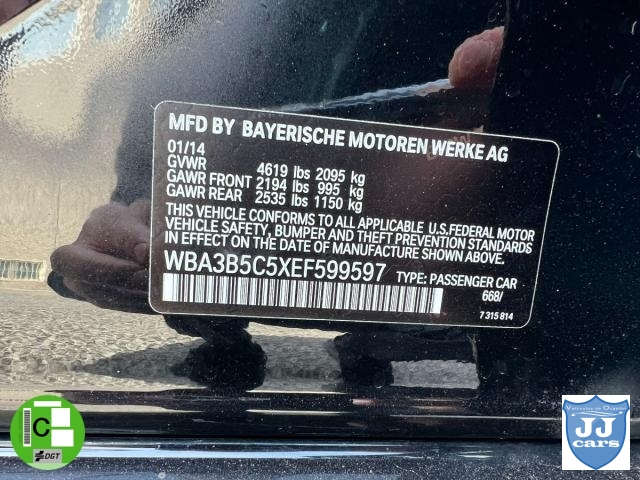 MFD BY BAYERISCHE MOTOREN WERKE AG
01/14
GVWR 4619 lbs 2095 kg
GAWR FRONT 2194 lbs 995 kg
GAWR REAR 2535 lbs 1150 kg
THIS VEHICLE CONFORMS TO ALL APPLICABLE U.S.FEDERAL MOTOR
VEHICLE SAFETY, BUMPER AND THEFT PREVENTION STANDARDS
IN EFFECT ON THE DATE OF MANUFACTURE SHOWN ABOVE.
WBA3B5C5XEF599597 TYPE: PASSENGER CAR
668/
7 315 814
C
DGT
Vehículos de Ocasión
JJ
cars